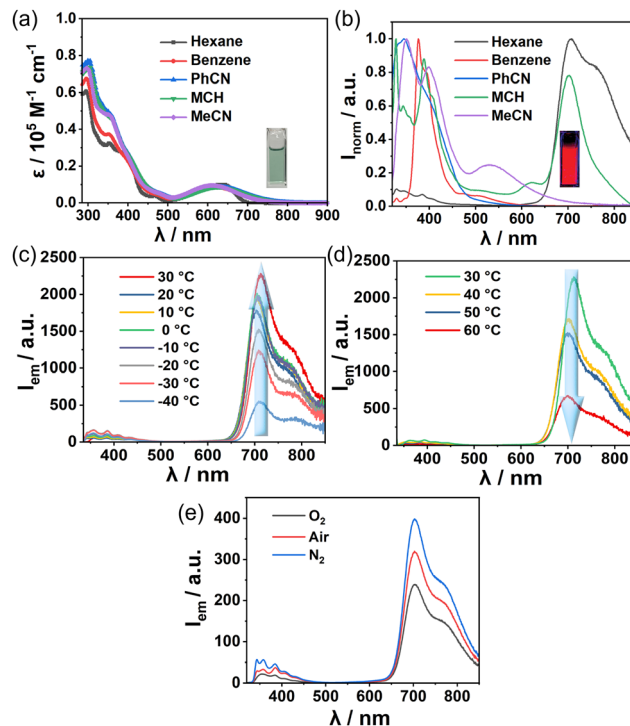 (a)
ε / 10⁵ M⁻¹ cm⁻¹
1.0
0.8
0.6
0.4
0.2
0.0
Hexane
Benzene
PhCN
MCH
MeCN
300 400 500 600 700 800 900
λ / nm
(b)
Iₙₒᵣₘ / a.u.
1.0
0.8
0.6
0.4
0.2
0.0
Hexane
Benzene
PhCN
MCH
MeCN
400 500 600 700 800
λ / nm
(c)
Iₑₘ / a.u.
2500
2000
1500
1000
500
0
30 °C
20 °C
10 °C
0 °C
-10 °C
-20 °C
-30 °C
-40 °C
400 500 600 700 800
λ / nm
(d)
Iₑₘ / a.u.
2500
2000
1500
1000
500
0
30 °C
40 °C
50 °C
60 °C
400 500 600 700 800
λ / nm
(e)
Iₑₘ / a.u.
400
300
200
100
0
O₂
Air
N₂
400 500 600 700 800
λ / nm